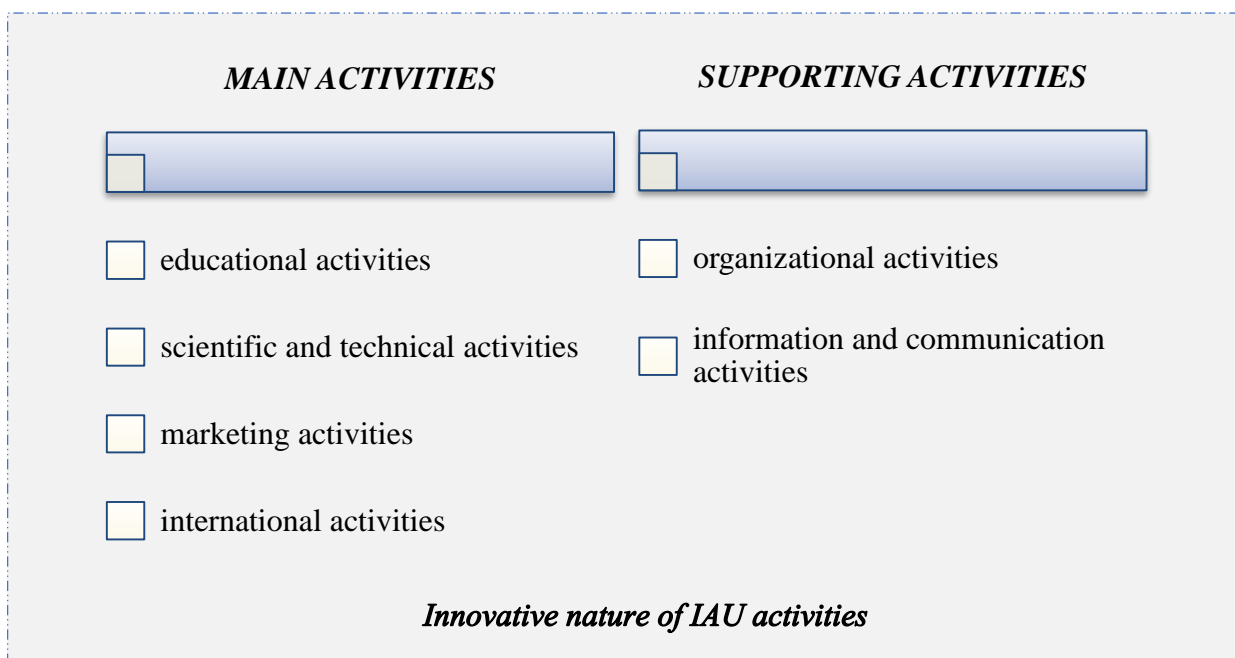 MAIN ACTIVITIES
educational activities
scientific and technical activities
marketing activities
international activities
SUPPORTING ACTIVITIES
organizational activities
information and communication
activities
Innovative nature of IAU activities